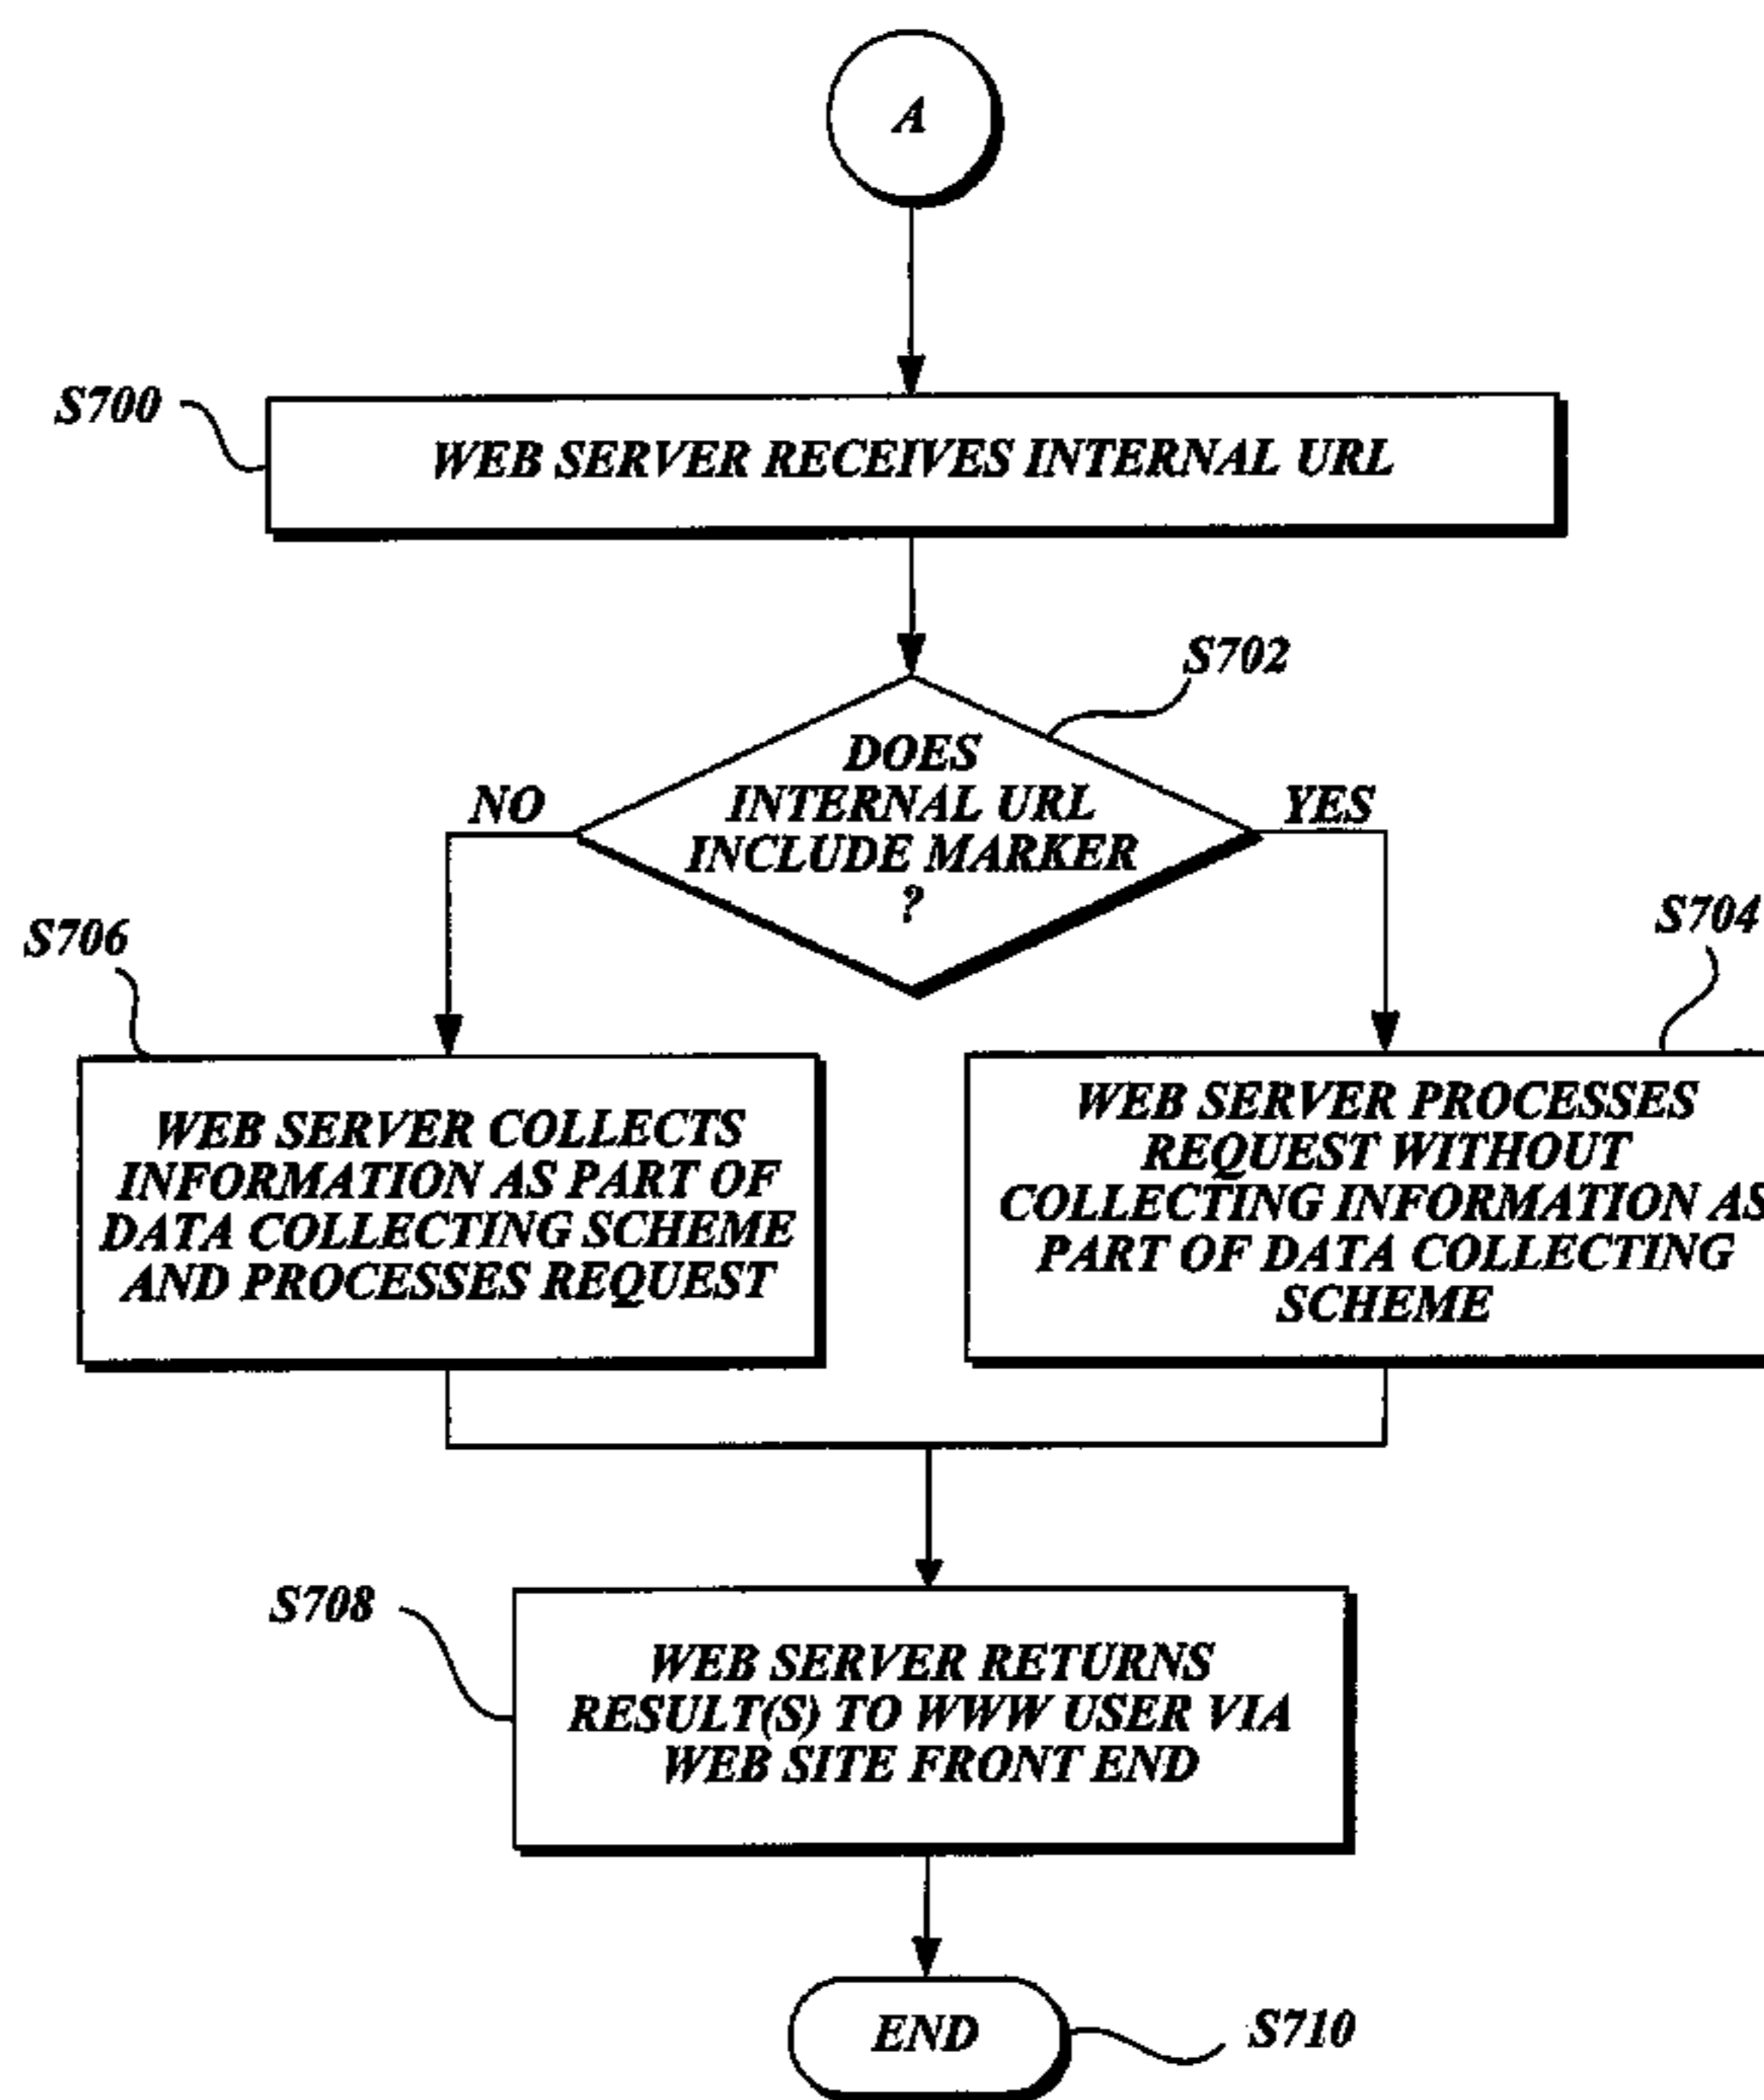 A
S700
WEB SERVER RECEIVES INTERNAL URL
S702
DOES
INTERNAL URL
INCLUDE MARKER
?
NO
YES
S706
S704
WEB SERVER COLLECTS
INFORMATION AS PART OF
DATA COLLECTING SCHEME
AND PROCESSES REQUEST
WEB SERVER PROCESSES
REQUEST WITHOUT
COLLECTING INFORMATION AS
PART OF DATA COLLECTING
SCHEME
S708
WEB SERVER RETURNS
RESULT(S) TO WWW USER VIA
WEB SITE FRONT END
END
S710